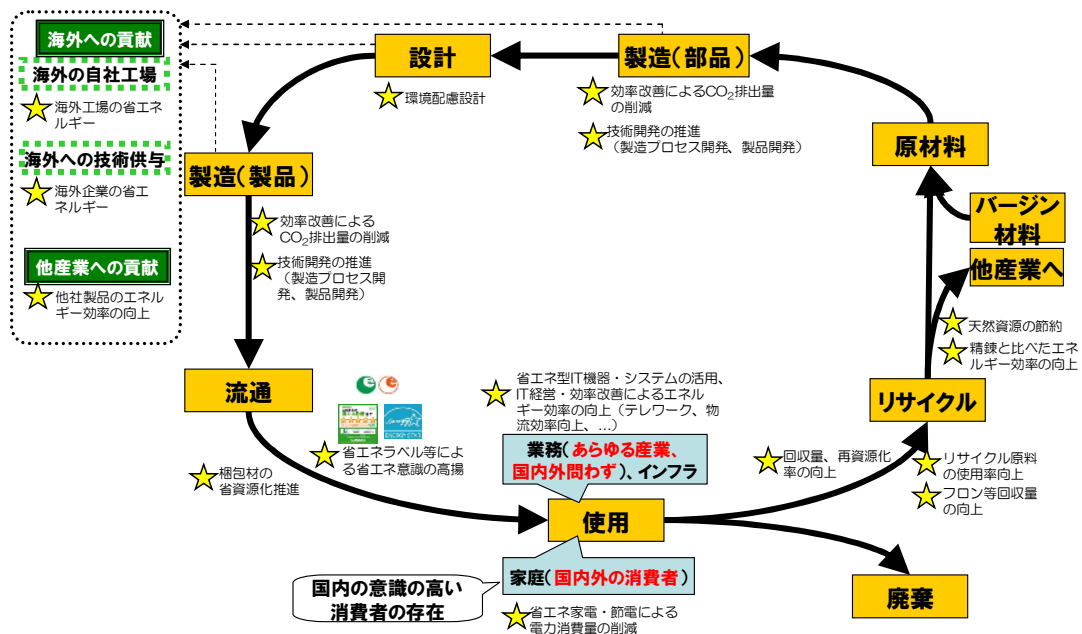 海外への貢献
海外の自社工場
海外工場の省エネ
ルギー
海外への技術供与
海外企業の省エ
ネルギー
他産業への貢献
他社製品のエネル
ギー効率の向上
設計
環境配慮設計
製造(部品)
効率改善によるCO₂排出量
の削減
技術開発の推進
(製造プロセス開発、製品開発)
原材料
バージン
材料
他産業へ
天然資源の節約
精錬と比べたエネ
ルギー効率の向上
製造(製品)
効率改善による
CO₂排出量の削減
技術開発の推進
(製造プロセス開
発、製品開発)
流通
省エネラベル等によ
る省エネ意識の高揚
梱包材の
省資源化推進
省エネ型IT機器・システムの活用、
IT経営・効率改善によるエネル
ギー効率の向上(テレワーク、物
流効率向上、…)
業務(あらゆる産業、
国内外問わず)、インフラ
使用
家庭(国内外の消費者)
国内の意識の高い
消費者の存在
省エネ家電・節電による
電力消費量の削減
リサイクル
回収量、再資源化
率の向上
リサイクル原料
の使用率向上
フロン等回収量
の向上
廃棄